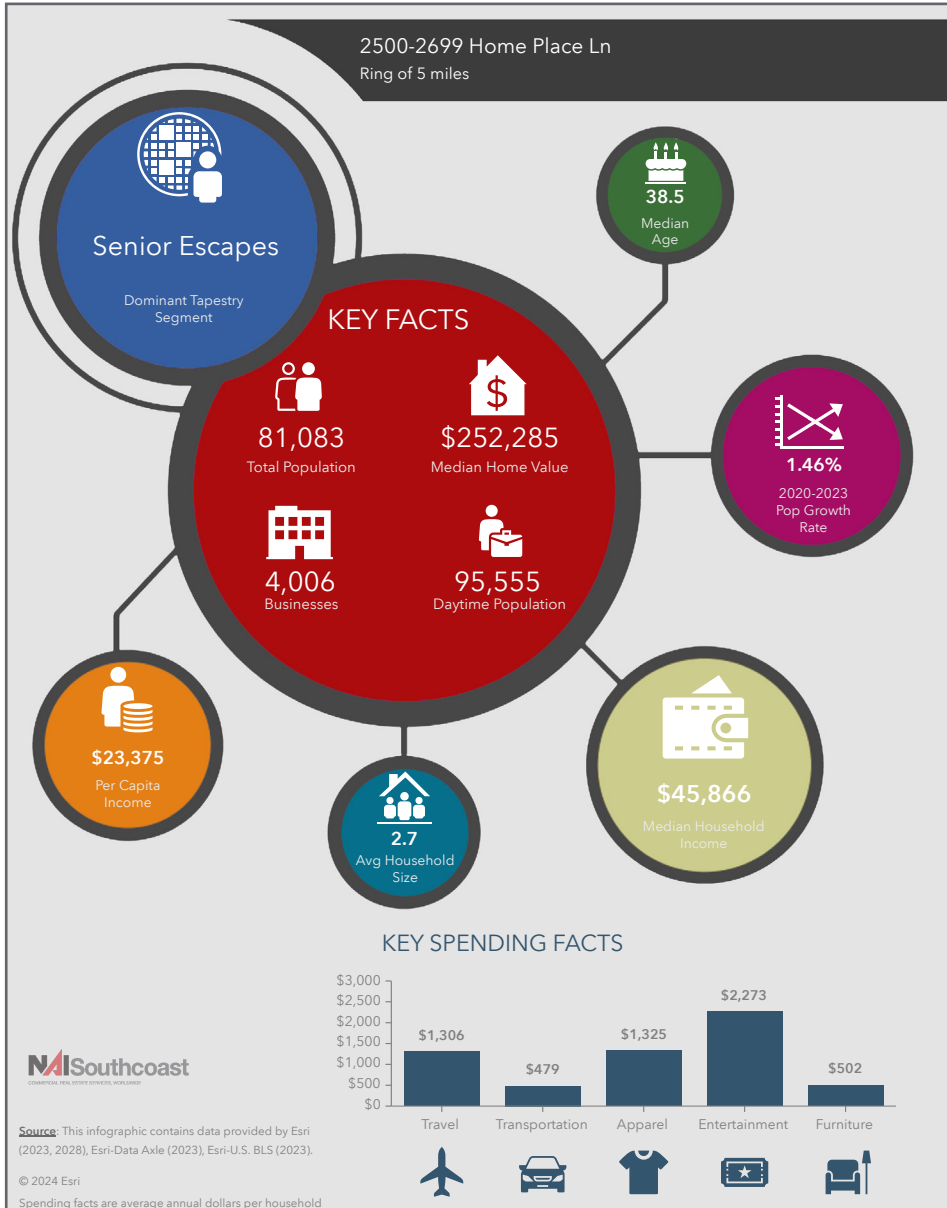 2500-2699 Home Place Ln
Ring of 5 miles
Senior Escapes
Dominant Tapestry
Segment
38.5
Median
Age
KEY FACTS
81,083
Total Population
$252,285
Median Home Value
4,006
Businesses
95,555
Daytime Population
1.46%
2020-2023
Pop Growth
Rate
$23,375
Per Capita
Income
2.7
Avg Household
Size
$45,866
Median Household
Income
KEY SPENDING FACTS
$3,000
$2,500
$2,000
$1,500
$1,000
$500
$0
$1,306
$479
$1,325
$2,273
$502
Travel
Transportation
Apparel
Entertainment
Furniture
NAISouthcoast
COMMERCIAL REAL ESTATE SERVICES, WORLDWIDE
Source: This infographic contains data provided by Esri
(2023, 2028), Esri-Data Axle (2023), Esri-U.S. BLS (2023).
© 2024 Esri
Spending facts are average annual dollars per household